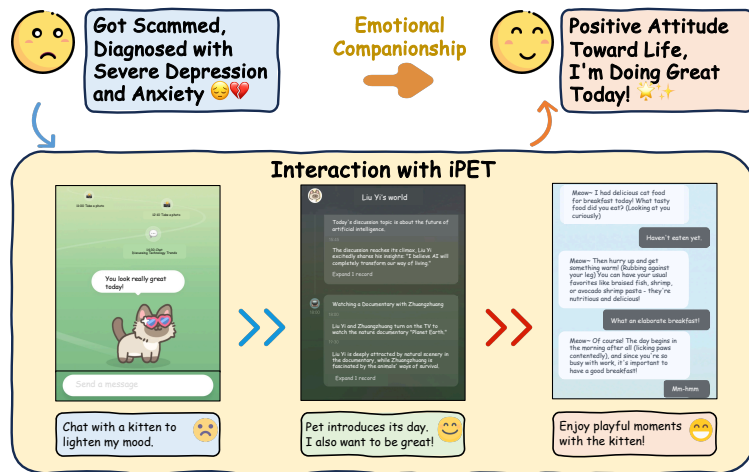 Got Scammed,
Diagnosed with
Severe Depression
and Anxiety 😔💔
Emotional
Companionship
Positive Attitude
Toward Life,
I'm Doing Great
Today! 🌟✨
Interaction with iPET
Take a photo
Take a photo
Discussing Technology Trends
You look really great
today!
Send a message
Chat with a kitten to
lighten my mood.
Liu Yi's world
Today's discussion topic is about the future of
artificial intelligence.
The discussion reaches its climax, Liu Yi
excitedly shares his insights: "I believe AI will
completely transform our way of living."
Expand 1 record
Watching a Documentary with Zhuangzhuang
Liu Yi and Zhuangzhuang turn on the TV to
watch the nature documentary "Planet Earth."
Liu Yi is deeply attracted by natural scenery in
the documentary, while Zhuangzhuang is
fascinated by the animals' ways of survival.
Expand 1 record
Pet introduces its day.
I also want to be great!
Meow~ I had delicious cat food
for breakfast today! What tasty
food did you eat? (Looking at you
curiously)
Haven't eaten yet.
Meow~ Then hurry up and get
something warm! (Rubbing against
your leg) You can have your usual
favorites like braised fish, shrimp,
or avocado shrimp pasta - they're
nutritious and delicious!
What an elaborate breakfast!
Meow~ Of course! The day begins in
the morning after all (licking paws
contentedly), and since you're so
busy with work, it's important to
have a good breakfast!
Mm-hmm
Enjoy playful moments
with the kitten!